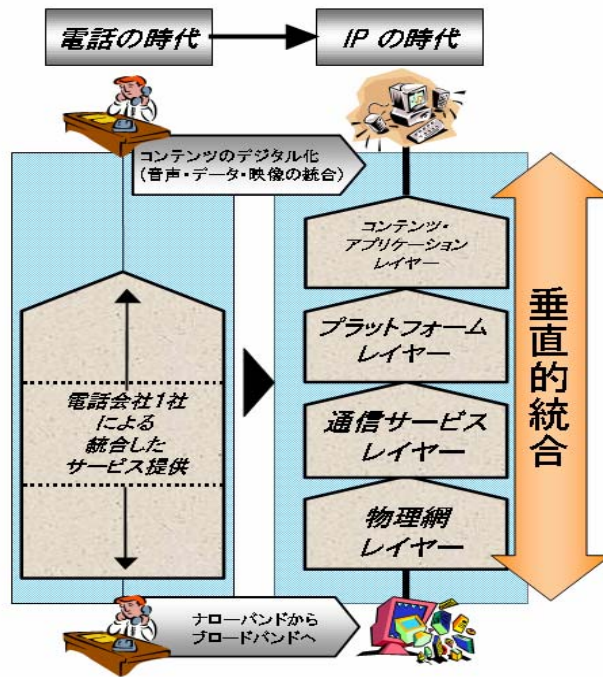 電話の時代
IP の時代
コンテンツのデジタル化
(音声・データ・映像の統合)
電話会社1社
による
統合した
サービス提供
コンテンツ・
アプリケーション
レイヤー
プラットフォーム
レイヤー
通信サービス
レイヤー
物理網
レイヤー
垂直的統合
ナローバンドから
ブロードバンドへ